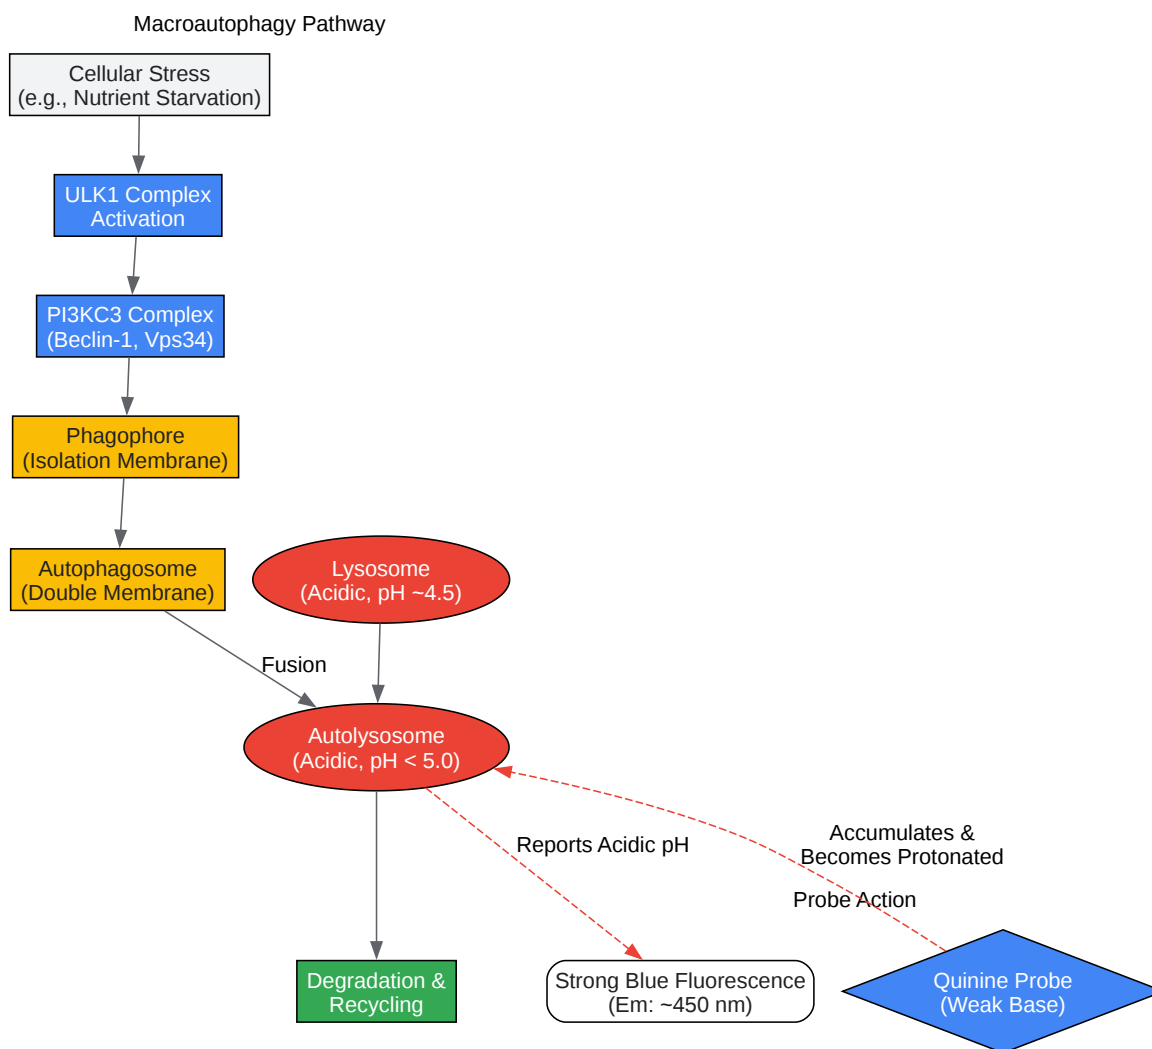 Macroautophagy Pathway
Cellular Stress
(e.g., Nutrient Starvation)
ULK1 Complex
Activation
PI3KC3 Complex
(Beclin-1, Vps34)
Phagophore
(Isolation Membrane)
Autophagosome
(Double Membrane)
Lysosome
(Acidic, pH ~4.5)
Fusion
Autolysosome
(Acidic, pH < 5.0)
Reports Acidic pH
Accumulates &
Becomes Protonated
Probe Action
Degradation &
Recycling
Strong Blue Fluorescence
(Em: ~450 nm)
Quinine Probe
(Weak Base)